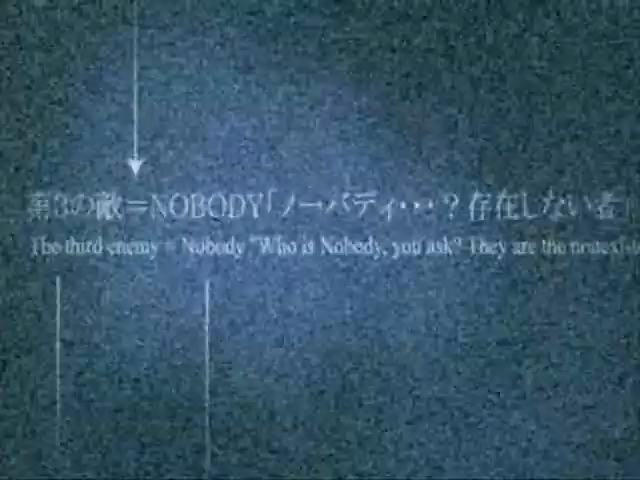 第3の敵=NOBODY「ノーバディ・・・?存在しない者
The third enemy = Nobody "Who is Nobody, you ask? They are the